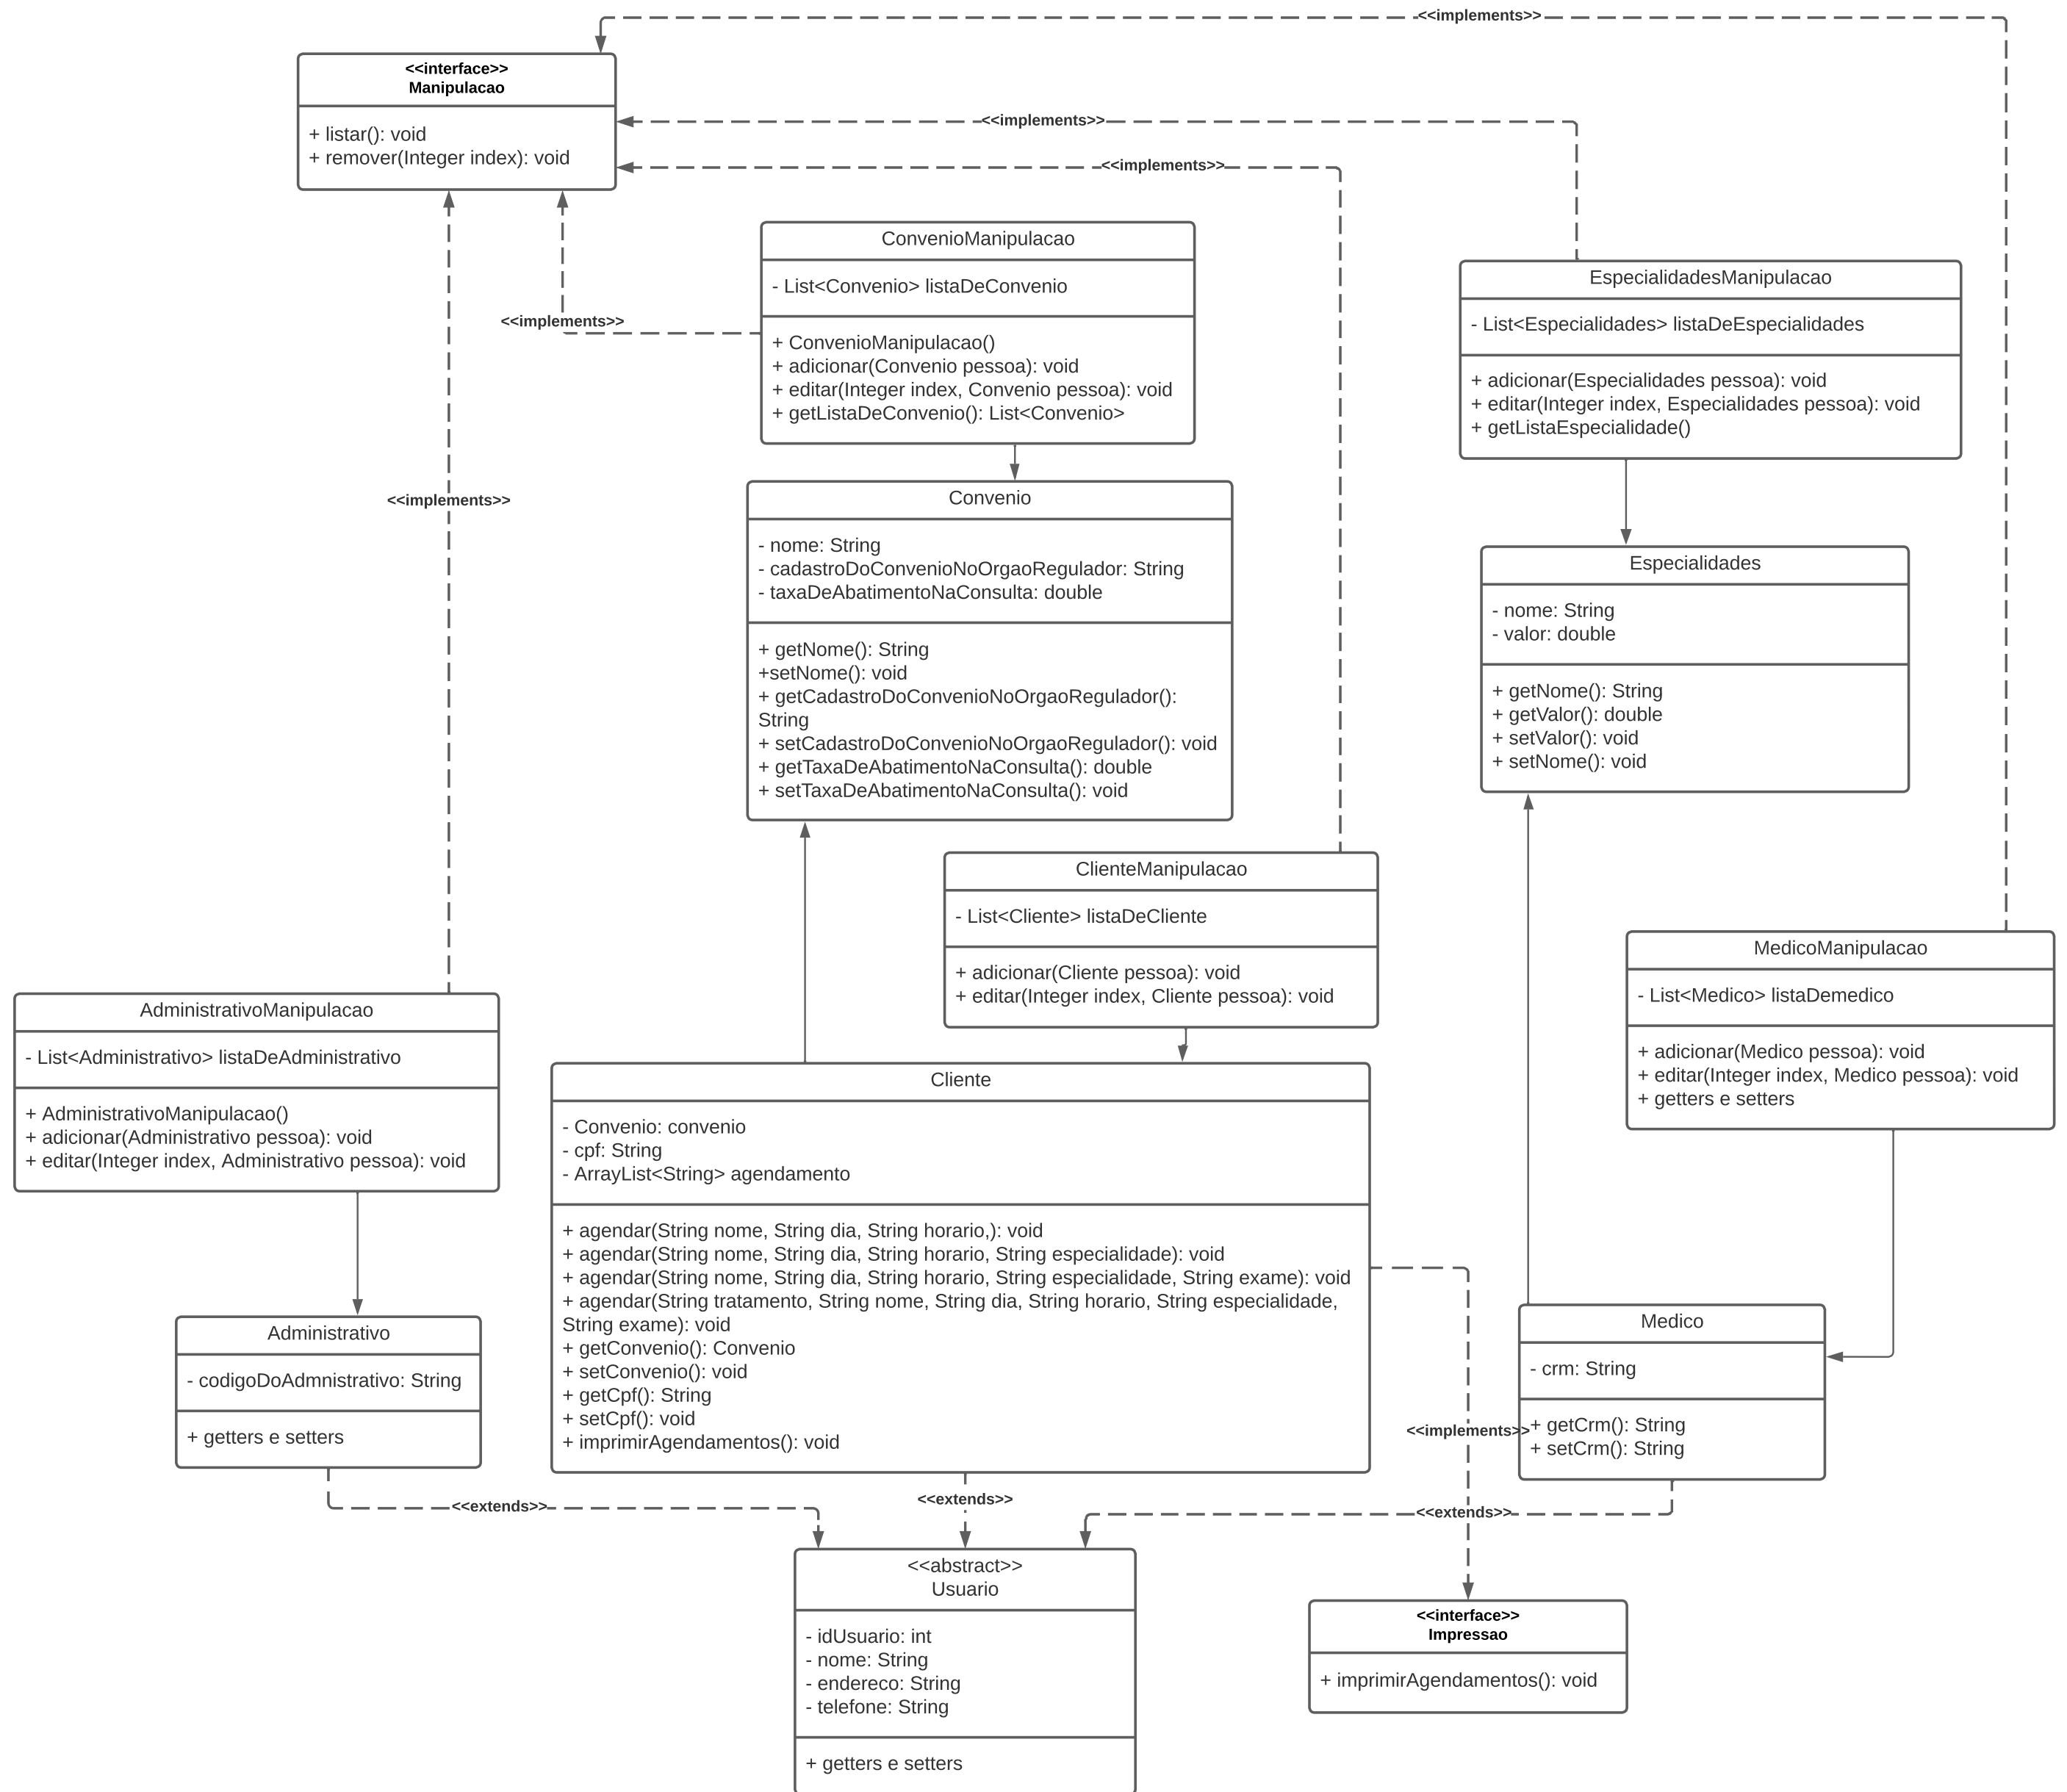 <<implements>>
<<interface>>
Manipulacao
+ listar(): void
+ remover(Integer index): void
<<implements>>
<<implements>>
ConvenioManipulacao
- List<Convenio> listaDeConvenio
+ ConvenioManipulacao()
+ adicionar(Convenio pessoa): void
+ editar(Integer index, Convenio pessoa): void
+ getListaDeConvenio(): List<Convenio>
<<implements>>
EspecialidadesManipulacao
- List<Especialidades> listaDeEspecialidades
+ adicionar(Especialidades pessoa): void
+ editar(Integer index, Especialidades pessoa): void
+ getListaEspecialidade()
<<implements>>
Convenio
- nome: String
- cadastroDoConvenioNoOrgaoRegulador: String
- taxaDeAbatimentoNaConsulta: double
+ getNome(): String
+setNome(): void
+ getCadastroDoConvenioNoOrgaoRegulador():
String
+ setCadastroDoConvenioNoOrgaoRegulador(): void
+ getTaxaDeAbatimentoNaConsulta(): double
+ setTaxaDeAbatimentoNaConsulta(): void
Especialidades
- nome: String
- valor: double
+ getNome(): String
+ getValor(): double
+ setValor(): void
+ setNome(): void
ClienteManipulacao
- List<Cliente> listaDeCliente
+ adicionar(Cliente pessoa): void
+ editar(Integer index, Cliente pessoa): void
MedicoManipulacao
- List<Medico> listaDemedico
+ adicionar(Medico pessoa): void
+ editar(Integer index, Medico pessoa): void
+ getters e setters
AdministrativoManipulacao
- List<Administrativo> listaDeAdministrativo
+ AdministrativoManipulacao()
+ adicionar(Administrativo pessoa): void
+ editar(Integer index, Administrativo pessoa): void
Cliente
- Convenio: convenio
- cpf: String
- ArrayList<String> agendamento
+ agendar(String nome, String dia, String horario,): void
+ agendar(String nome, String dia, String horario, String especialidade): void
+ agendar(String nome, String dia, String horario, String especialidade, String exame): void
+ agendar(String tratamento, String nome, String dia, String horario, String especialidade,
String exame): void
+ getConvenio(): Convenio
+ setConvenio(): void
+ getCpf(): String
+ setCpf(): void
+ imprimirAgendamentos(): void
Administrativo
- codigoDoAdmnistrativo: String
+ getters e setters
Medico
- crm: String
+ getCrm(): String
+ setCrm(): String
<<implements>>
<<extends>>
<<extends>>
<<extends>>
<<abstract>>
Usuario
- idUsuario: int
- nome: String
- endereco: String
- telefone: String
+ getters e setters
<<interface>>
Impressao
+ imprimirAgendamentos(): void